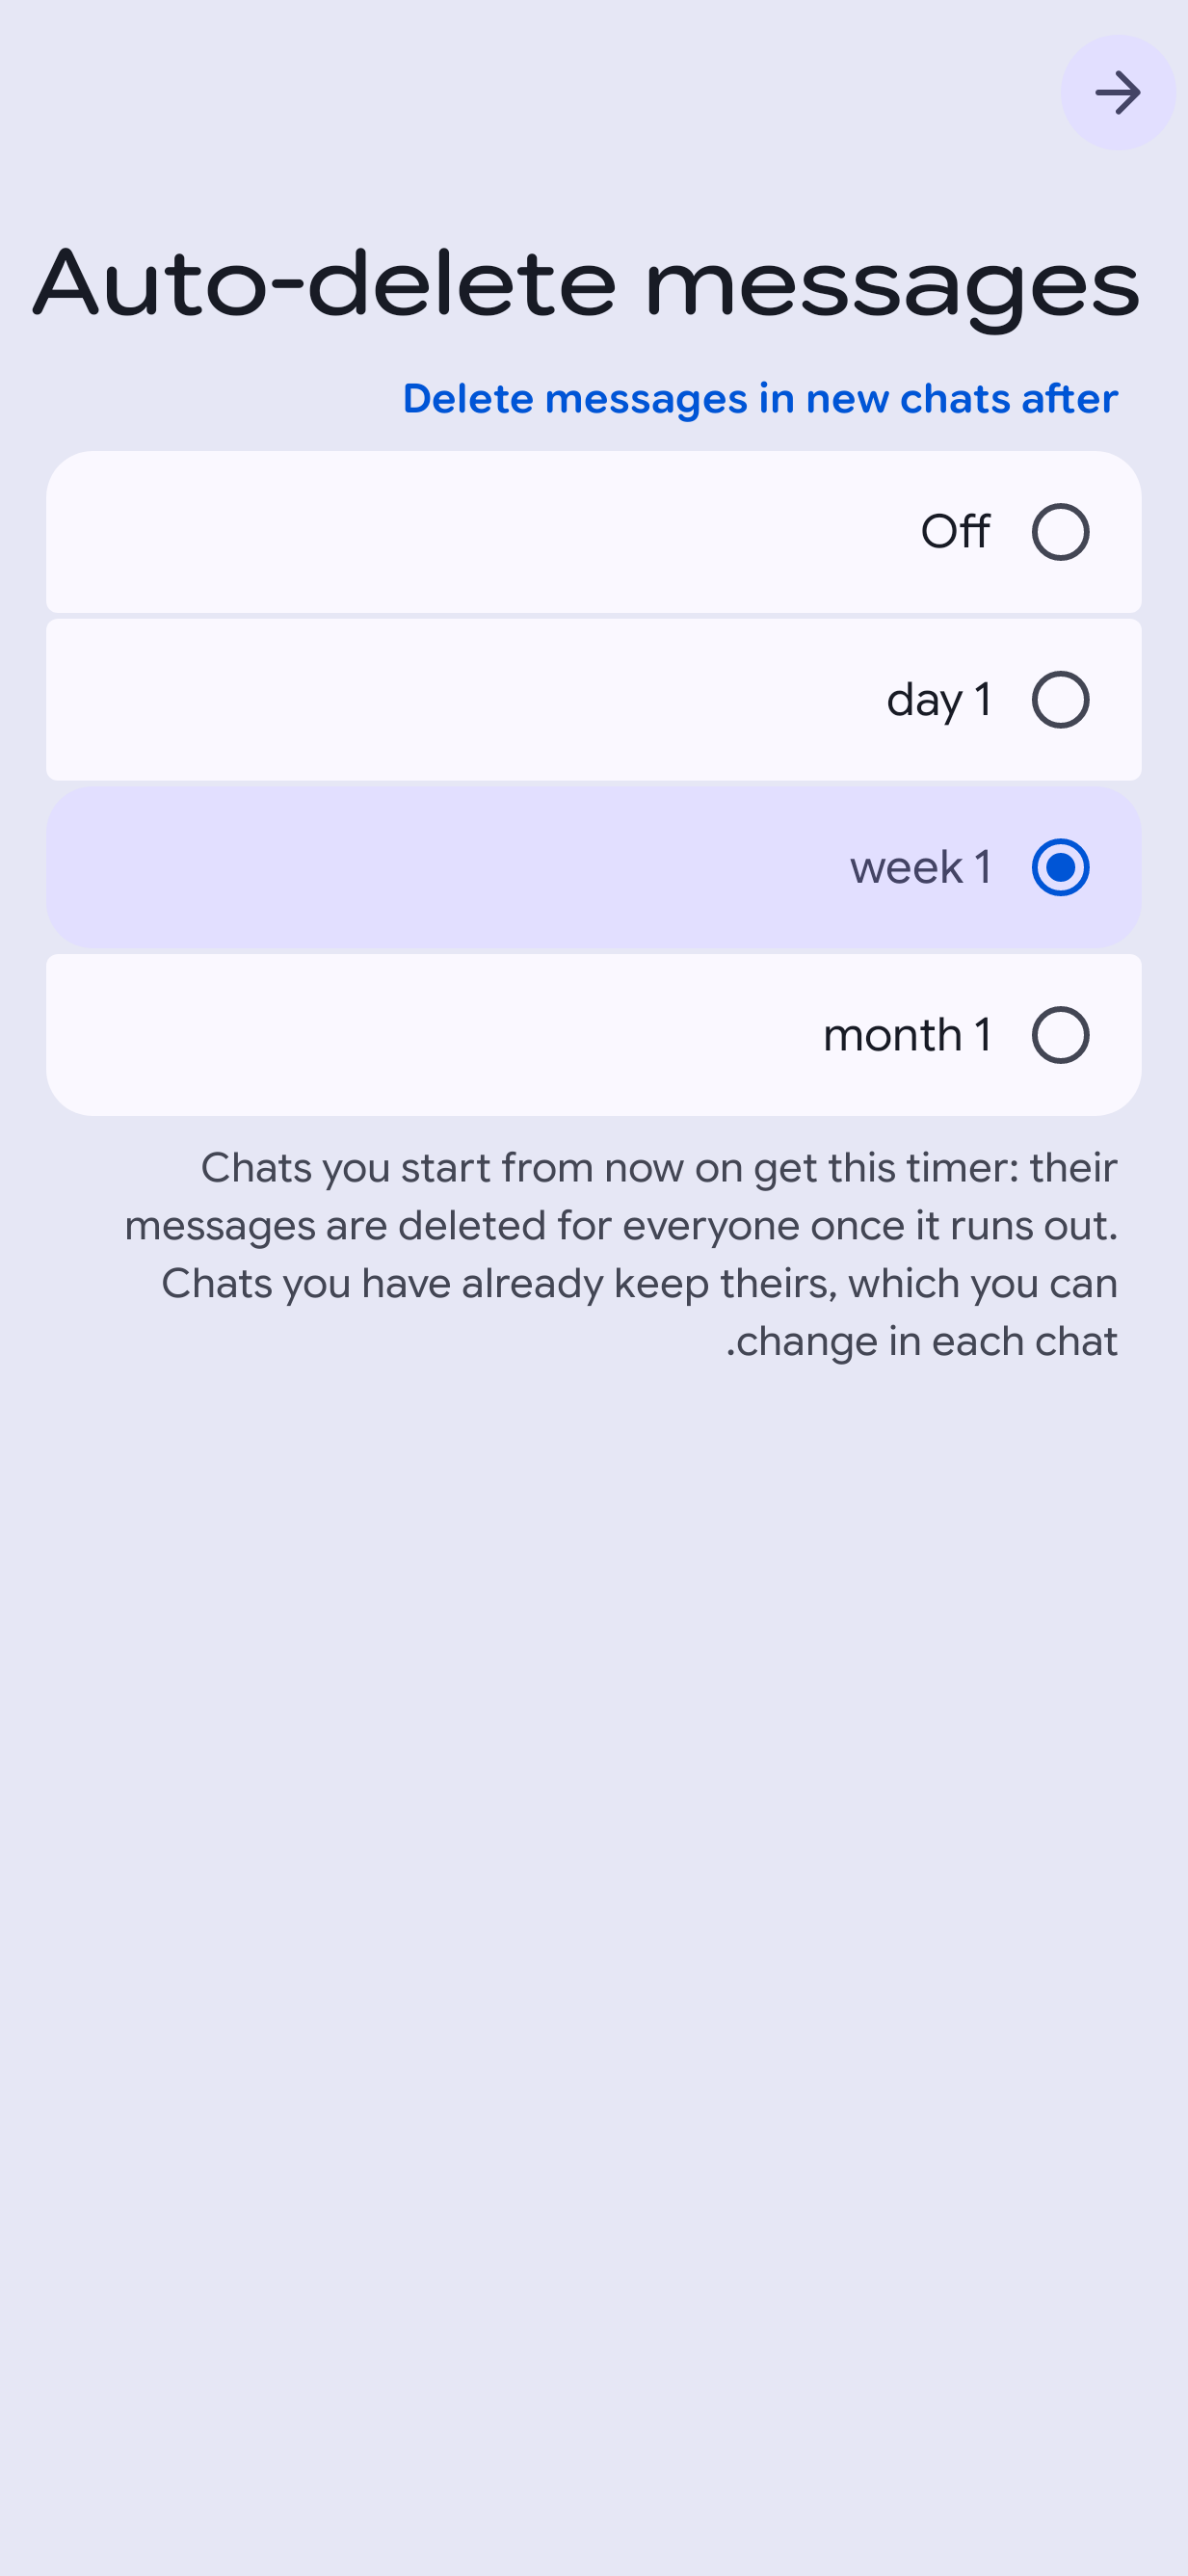 Auto-delete messages
Delete messages in new chats after
Off
day 1
week 1
month 1
Chats you start from now on get this timer: their
messages are deleted for everyone once it runs out.
Chats you have already keep theirs, which you can
.change in each chat